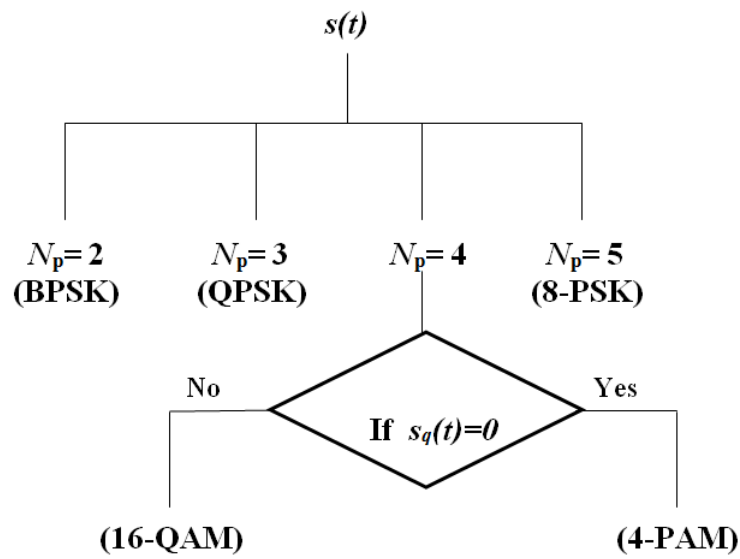 s(t)
Np= 2 Np= 3 Np= 4 Np= 5
(BPSK) (QPSK) (8-PSK)
No Yes
If sq(t)=0
(16-QAM) (4-PAM)